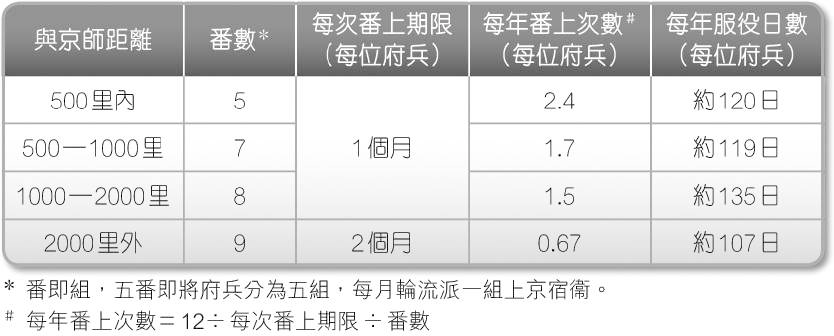 與京師距離 番數* 每次番上期限（每位府兵） 每年番上次數#（每位府兵） 每年服役日數（每位府兵）
500里內 5 1個月 2.4 約120日
500—1000里 7 1.7 約119日
1000—2000里 8 1.5 約135日
2000里外 9 2個月 0.67 約107日
* 番即組，五番即將府兵分為五組，每月輪流派一組上京宿衞。
# 每年番上次數＝12÷每次番上期限÷番數